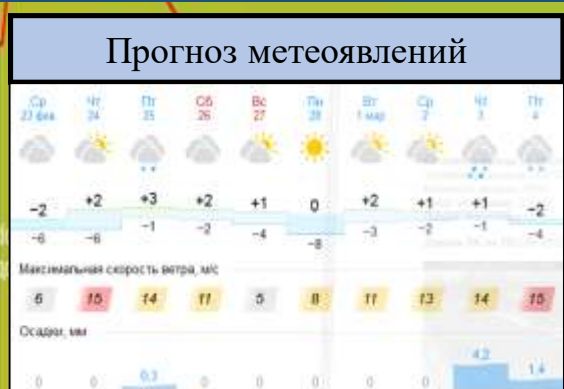 Прогноз метеоявлений
Ср Чт Пт Сб Вс Пн Вт Ср Чт Пт
23 фев 24 25 26 27 28 1 мар 2 3 4
−2 +2 +3 +2 +1 0 +2 +1 +1 −2
−6 −6 −1 −2 −4 −8 −3 −2 −1 −4
Максимальная скорость ветра, м/с
6 15 14 11 5 8 11 13 14 15
Осадки, мм
0 0 0,3 0 0 0 0 0 4,2 1,4